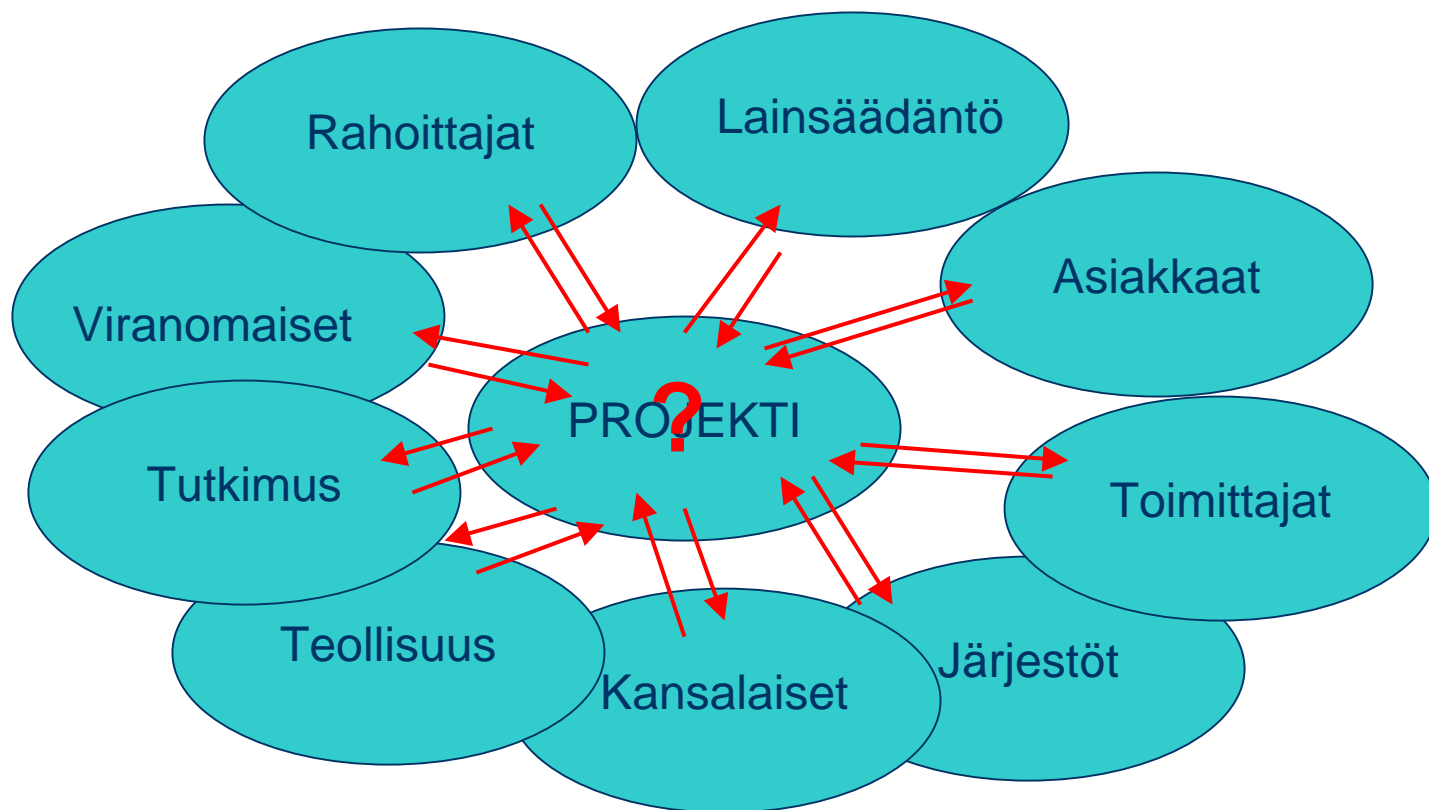 Lainsäädäntö
Rahoittajat
Asiakkaat
Viranomaiset
PROJEKTI
?
Tutkimus
Toimittajat
Teollisuus
Järjestöt
Kansalaiset